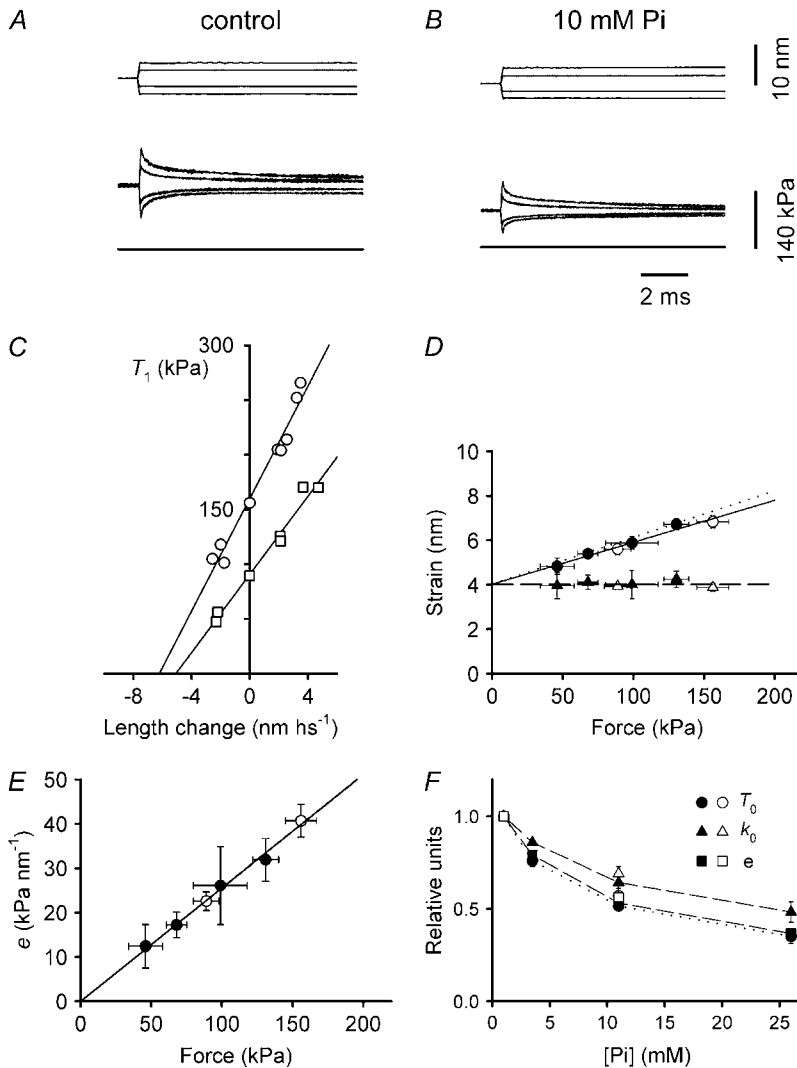 A control
B 10 mM Pi
10 nm
140 kPa
2 ms
C
T₁ (kPa)
300
150
-8 -4 0 4
Length change (nm hs⁻¹)
D
Strain (nm)
10
8
6
4
2
0
0 50 100 150 200
Force (kPa)
E
e (kPa nm⁻¹)
50
40
30
20
10
0
0 50 100 150 200
Force (kPa)
F
Relative units
1.0
0.5
0.0
T₀
k₀
e
0 5 10 15 20 25
[Pi] (mM)